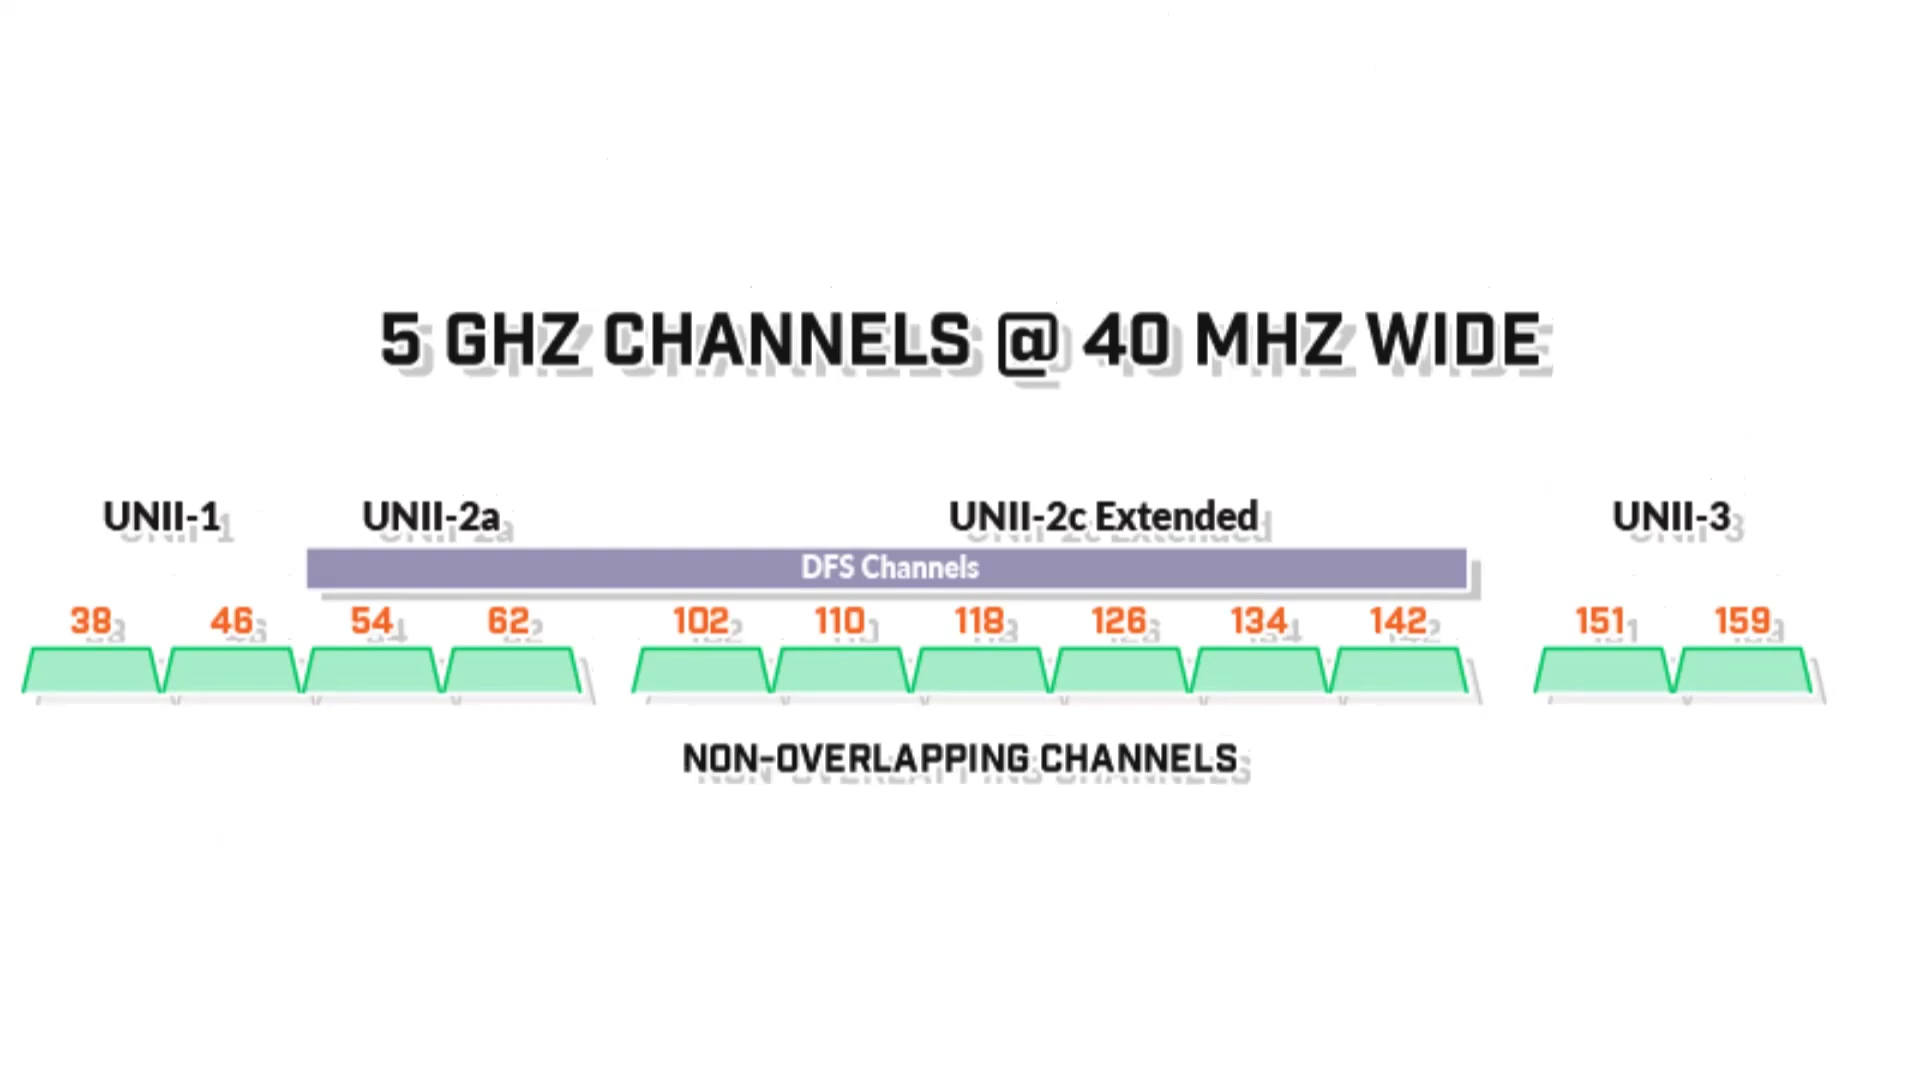 5 GHZ CHANNELS @ 40 MHZ WIDE
UNII-1 UNII-2a UNII-2c Extended UNII-3
DFS Channels
38 46 54 62 102 110 118 126 134 142 151 159
NON-OVERLAPPING CHANNELS